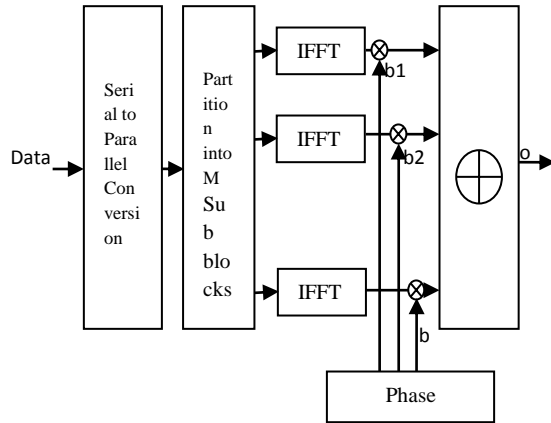 Data
Seri
al to
Para
llel
Con
versi
on
Part
itio
n
into
M
Su
b
blo
cks
IFFT
b1
IFFT
b2
IFFT
b
o
Phase